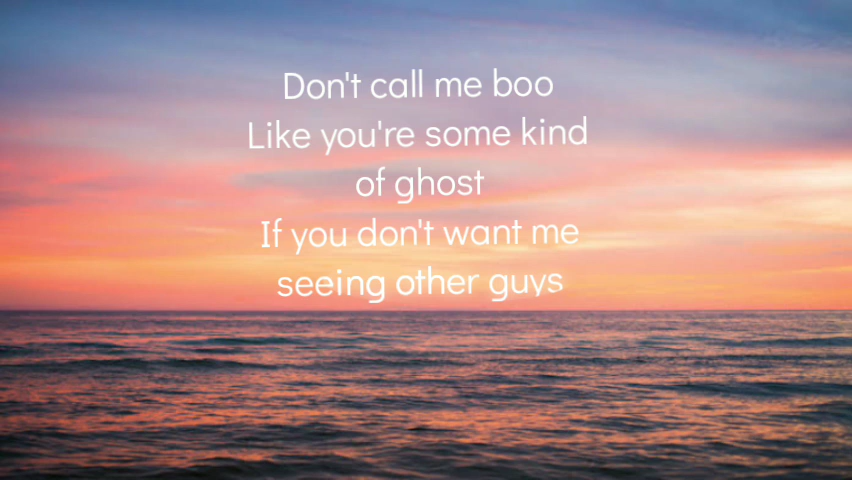 Don't call me boo
Like you're some kind
of ghost
If you don't want me
seeing other guys